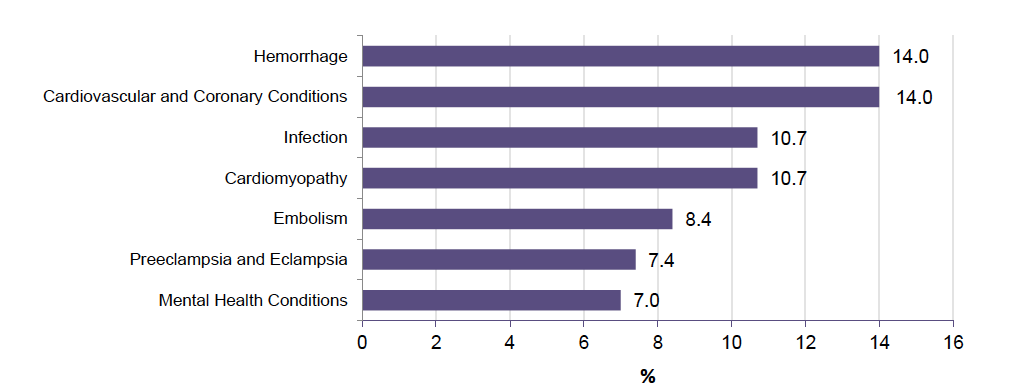 Hemorrhage 14.0
Cardiovascular and Coronary Conditions 14.0
Infection 10.7
Cardiomyopathy 10.7
Embolism 8.4
Preeclampsia and Eclampsia 7.4
Mental Health Conditions 7.0
0 2 4 6 8 10 12 14 16
%